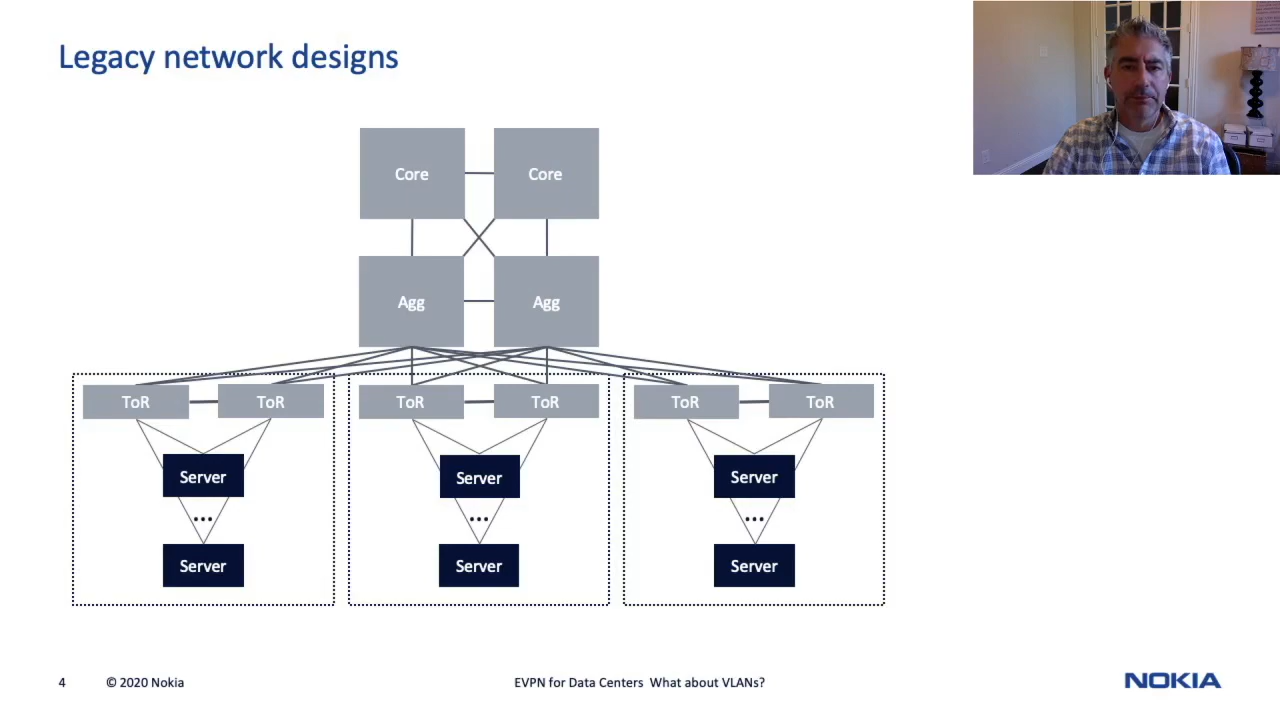 Legacy network designs
Core
Core
Agg
Agg
ToR
ToR
ToR
ToR
ToR
ToR
Server
Server
Server
...
...
...
Server
Server
Server
4
© 2020 Nokia
EVPN for Data Centers What about VLANs?
NOKIA